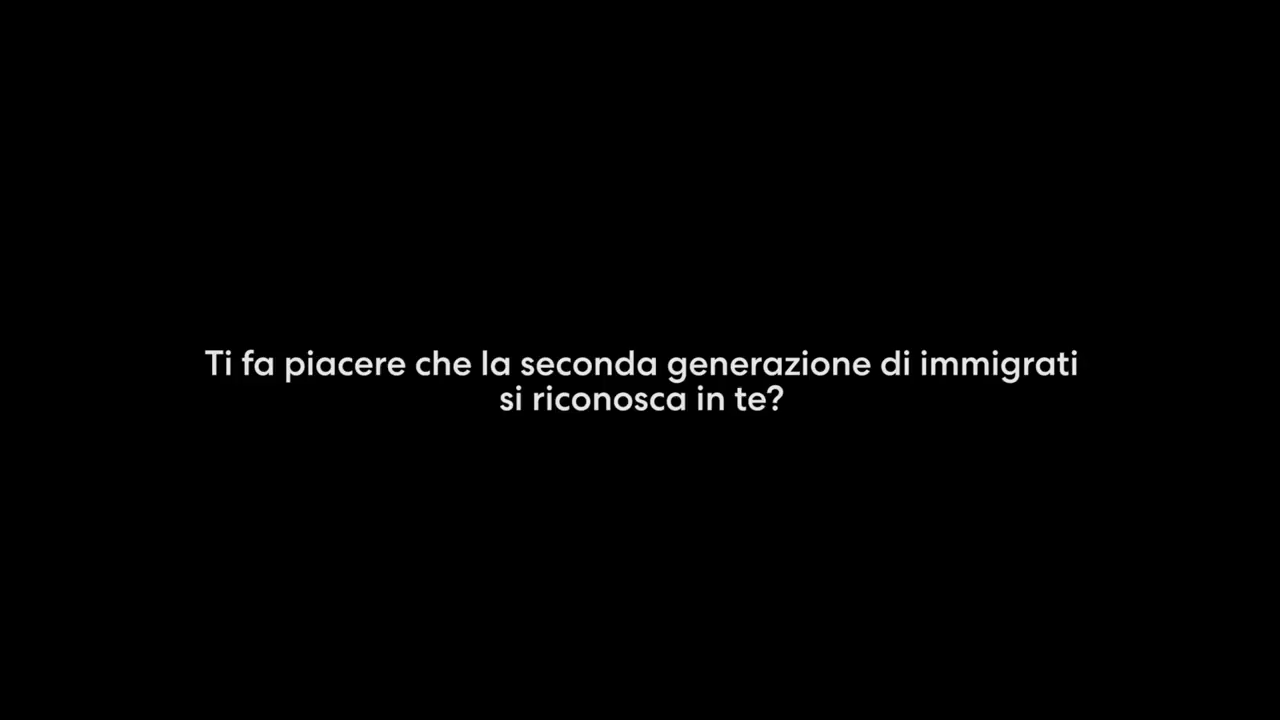 Ti fa piacere che la seconda generazione di immigrati
si riconosca in te?